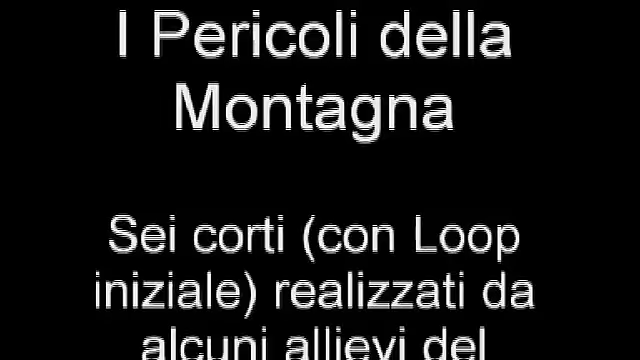 I Pericoli della
Montagna
Sei corti (con Loop
iniziale) realizzati da
alcuni allievi del